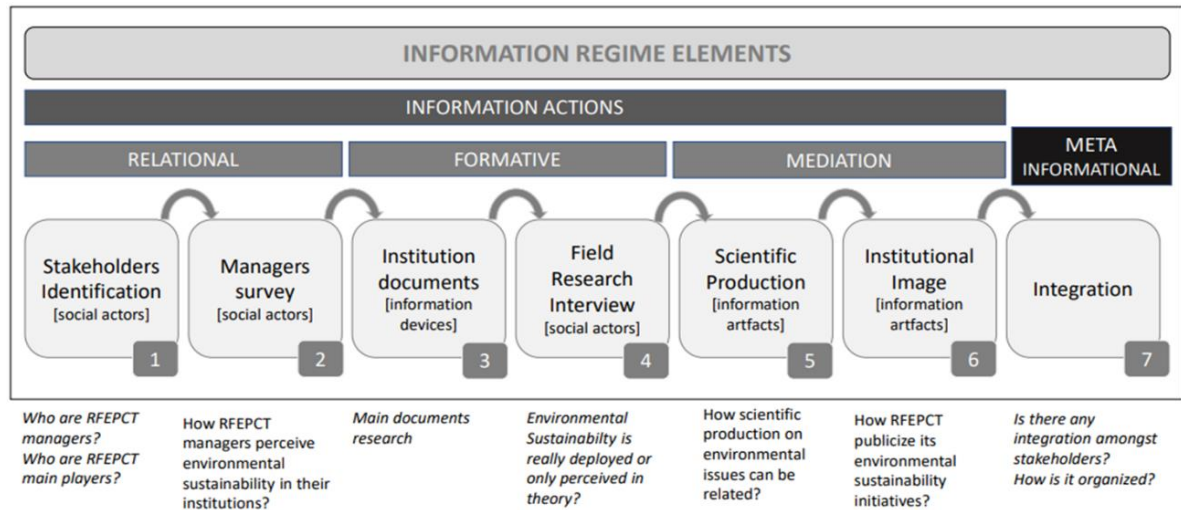 INFORMATION REGIME ELEMENTS
INFORMATION ACTIONS
RELATIONAL
FORMATIVE
MEDIATION
META
INFORMATIONAL
Stakeholders
Identification
[social actors]
1
Managers
survey
[social actors]
2
Institution
documents
[information
devices]
3
Field
Research
Interview
[social actors]
4
Scientific
Production
[information
artfacts]
5
Institutional
Image
[information
artfacts]
6
Integration
7
Who are RFEPCT
managers?
Who are RFEPCT
main players?
How RFEPCT
managers perceive
environmental
sustainability in their
institutions?
Main documents
research
Environmental
Sustainabilty is
really deployed or
only perceived in
theory?
How scientific
production on
environmental
issues can be
related?
How RFEPCT
publicize its
environmental
sustainability
initiatives?
Is there any
integration amongst
stakeholders?
How is it organized?